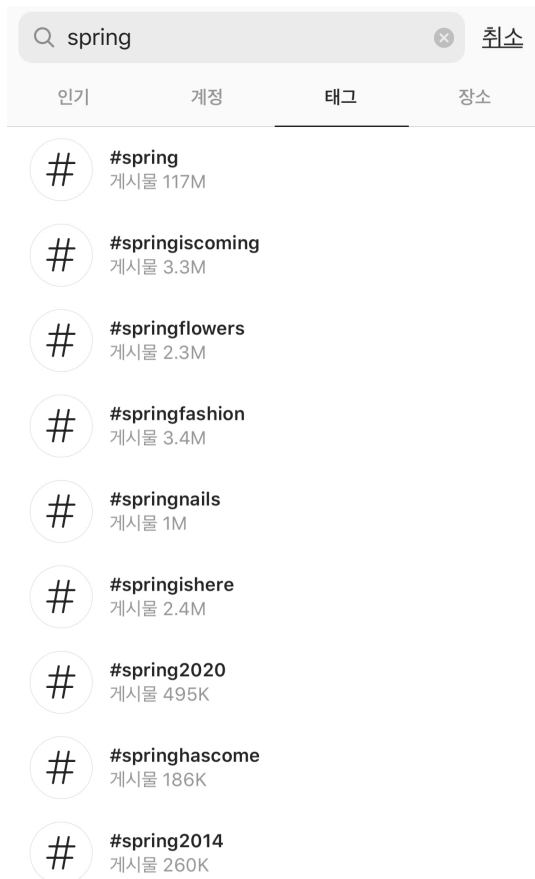 spring 취소
인기 계정 태그 장소
#spring
게시물 117M
#springiscoming
게시물 3.3M
#springflowers
게시물 2.3M
#springfashion
게시물 3.4M
#springnails
게시물 1M
#springishere
게시물 2.4M
#spring2020
게시물 495K
#springhascome
게시물 186K
#spring2014
게시물 260K